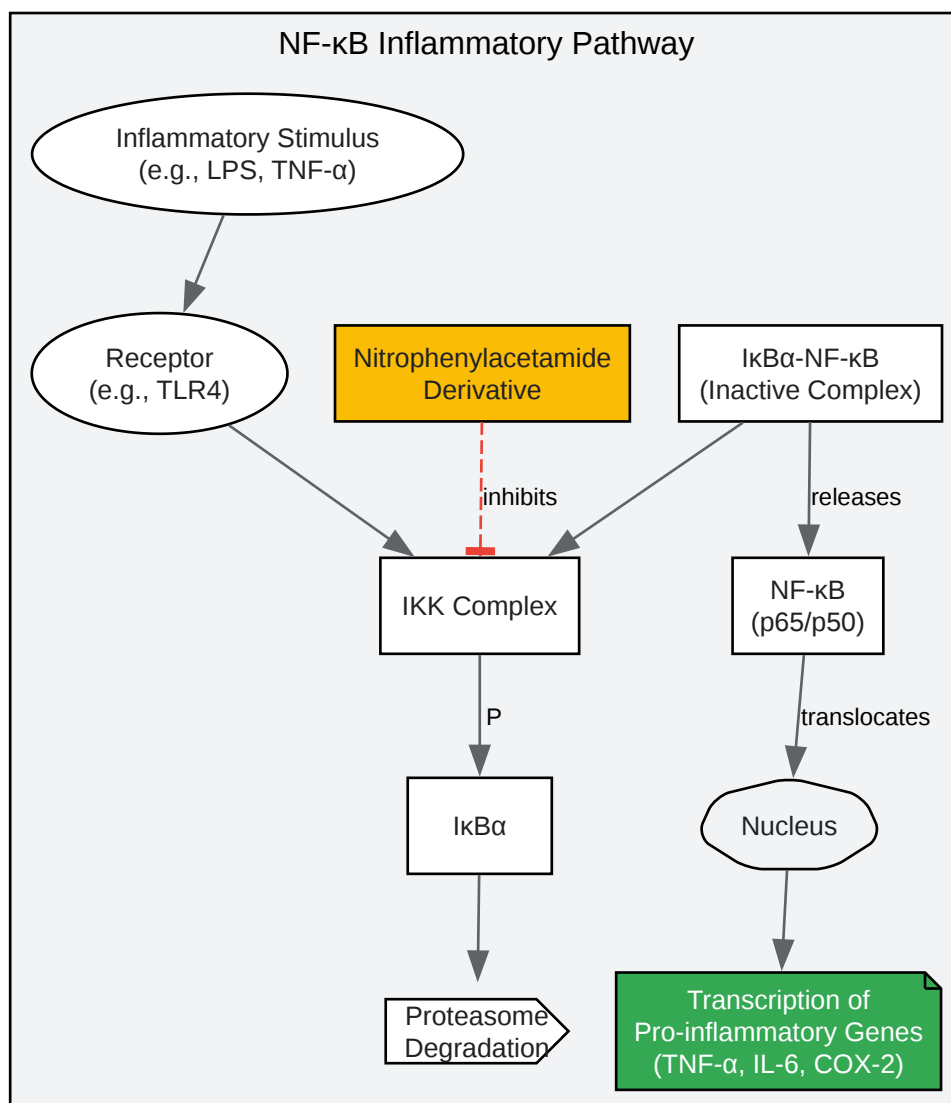 NF-κB Inflammatory Pathway
Inflammatory Stimulus
(e.g., LPS, TNF-α)
Receptor
(e.g., TLR4)
Nitrophenylacetamide
Derivative
IκBα-NF-κB
(Inactive Complex)
inhibits
releases
IKK Complex
NF-κB
(p65/p50)
P
translocates
IκBα
Nucleus
Proteasome
Degradation
Transcription of
Pro-inflammatory Genes
(TNF-α, IL-6, COX-2)